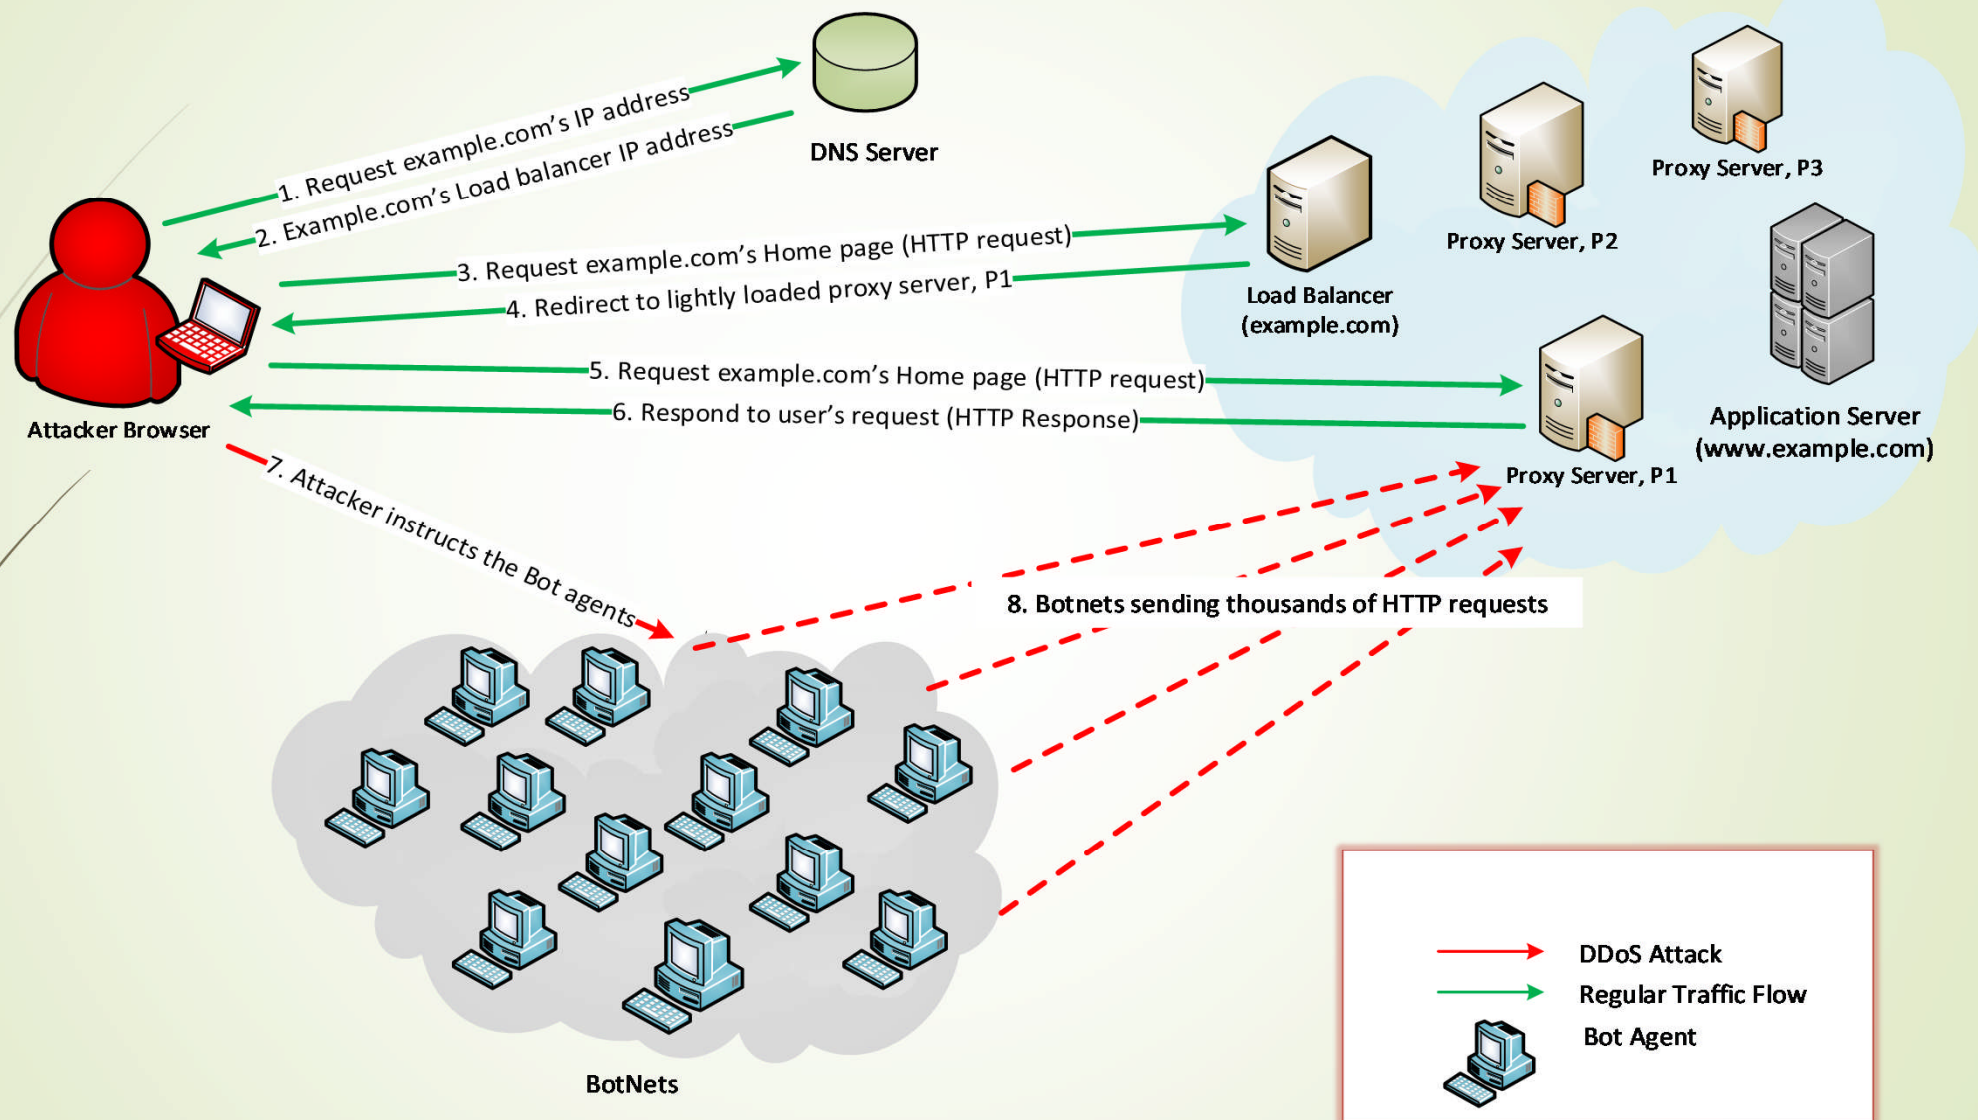 DNS Server
1. Request example.com's IP address
2. Example.com's Load balancer IP address
Proxy Server, P3
Proxy Server, P2
3. Request example.com's Home page (HTTP request)
4. Redirect to lightly loaded proxy server, P1
Load Balancer
(example.com)
5. Request example.com's Home page (HTTP request)
6. Respond to user's request (HTTP Response)
Attacker Browser
Application Server
(www.example.com)
Proxy Server, P1
7. Attacker instructs the Bot agents
8. Botnets sending thousands of HTTP requests
BotNets
DDoS Attack
Regular Traffic Flow
Bot Agent